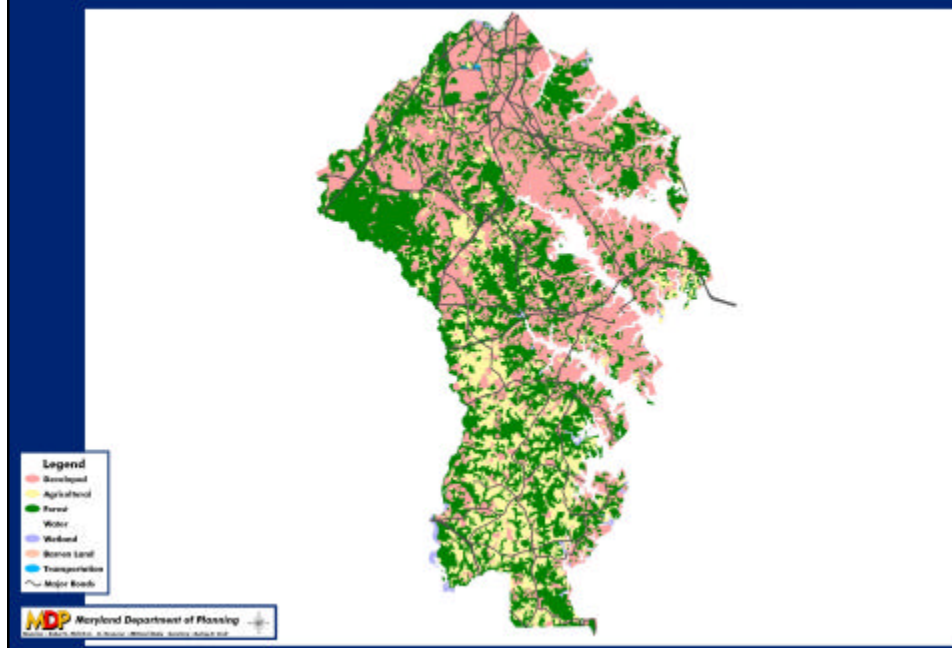 Legend
Developed
Agricultural
Forest
Water
Wetland
Barren Land
Transportation
Major Roads
MDP Maryland Department of Planning